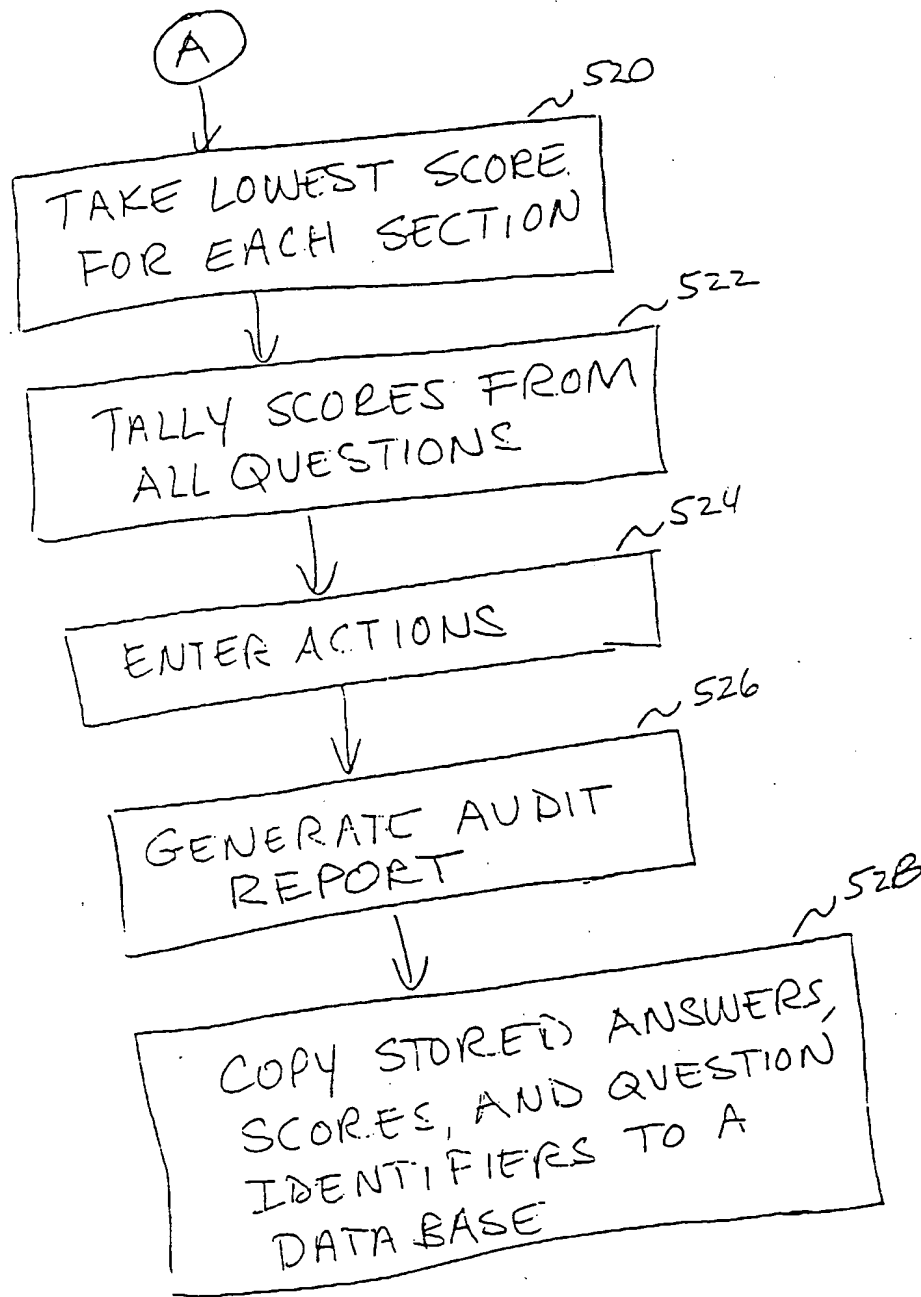 A
520
TAKE LOWEST SCORE
FOR EACH SECTION
522
TALLY SCORES FROM
ALL QUESTIONS
524
ENTER ACTIONS
526
GENERATE AUDIT
REPORT
528
COPY STORED ANSWERS,
SCORES, AND QUESTION
IDENTIFIERS TO A
DATA BASE